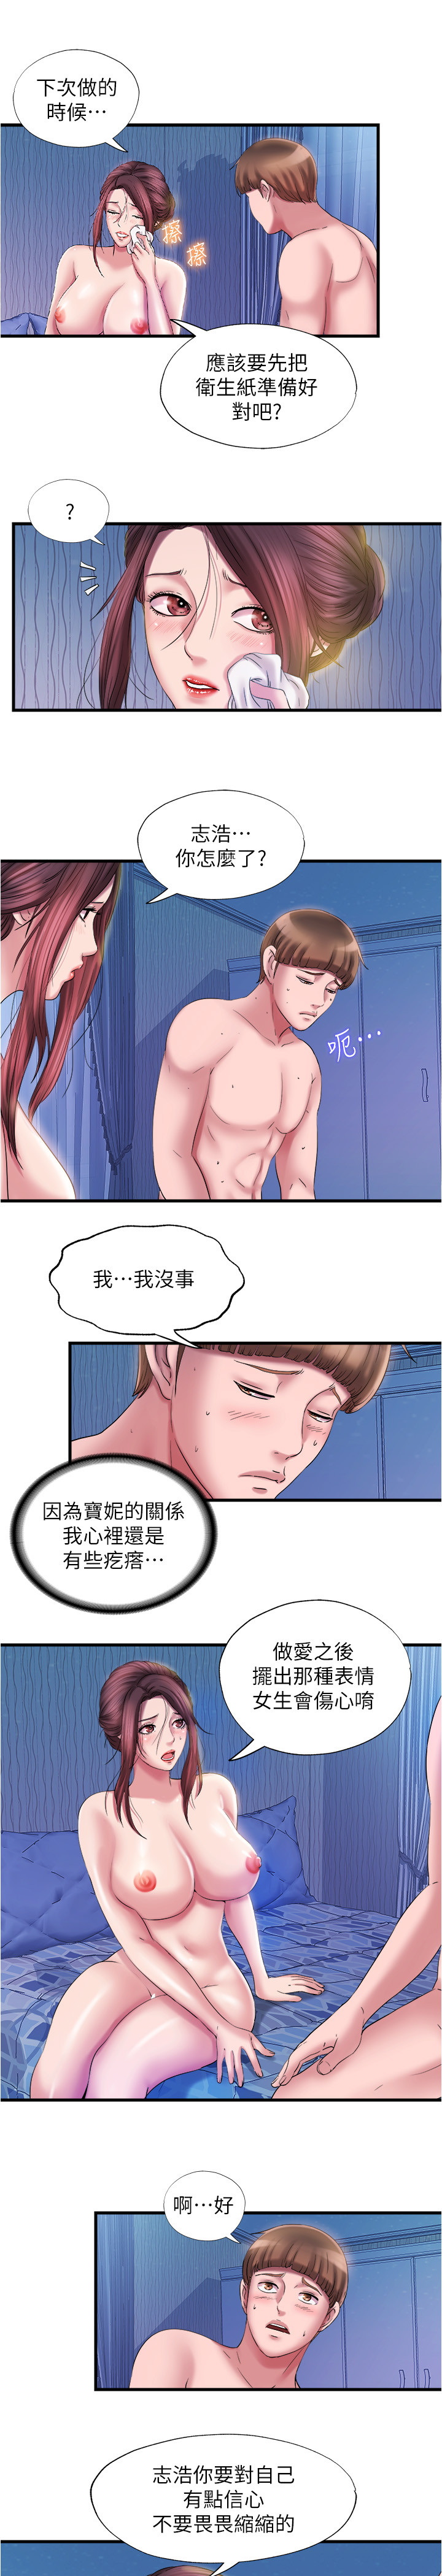 下次做的
時候⋯
擦
擦
應該要先把
衛生紙準備好
對吧?
?
志浩⋯
你怎麼了?
呃⋯
我⋯我沒事
因為寶妮的關係
我心裡還是
有些疙瘩⋯
做愛之後
擺出那種表情
女生會傷心唷
啊⋯好
志浩你要對自己
有點信心
不要畏畏縮縮的